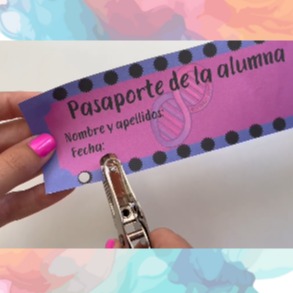 Pasaporte de la alumna
Nombre y apellidos:
Fecha: